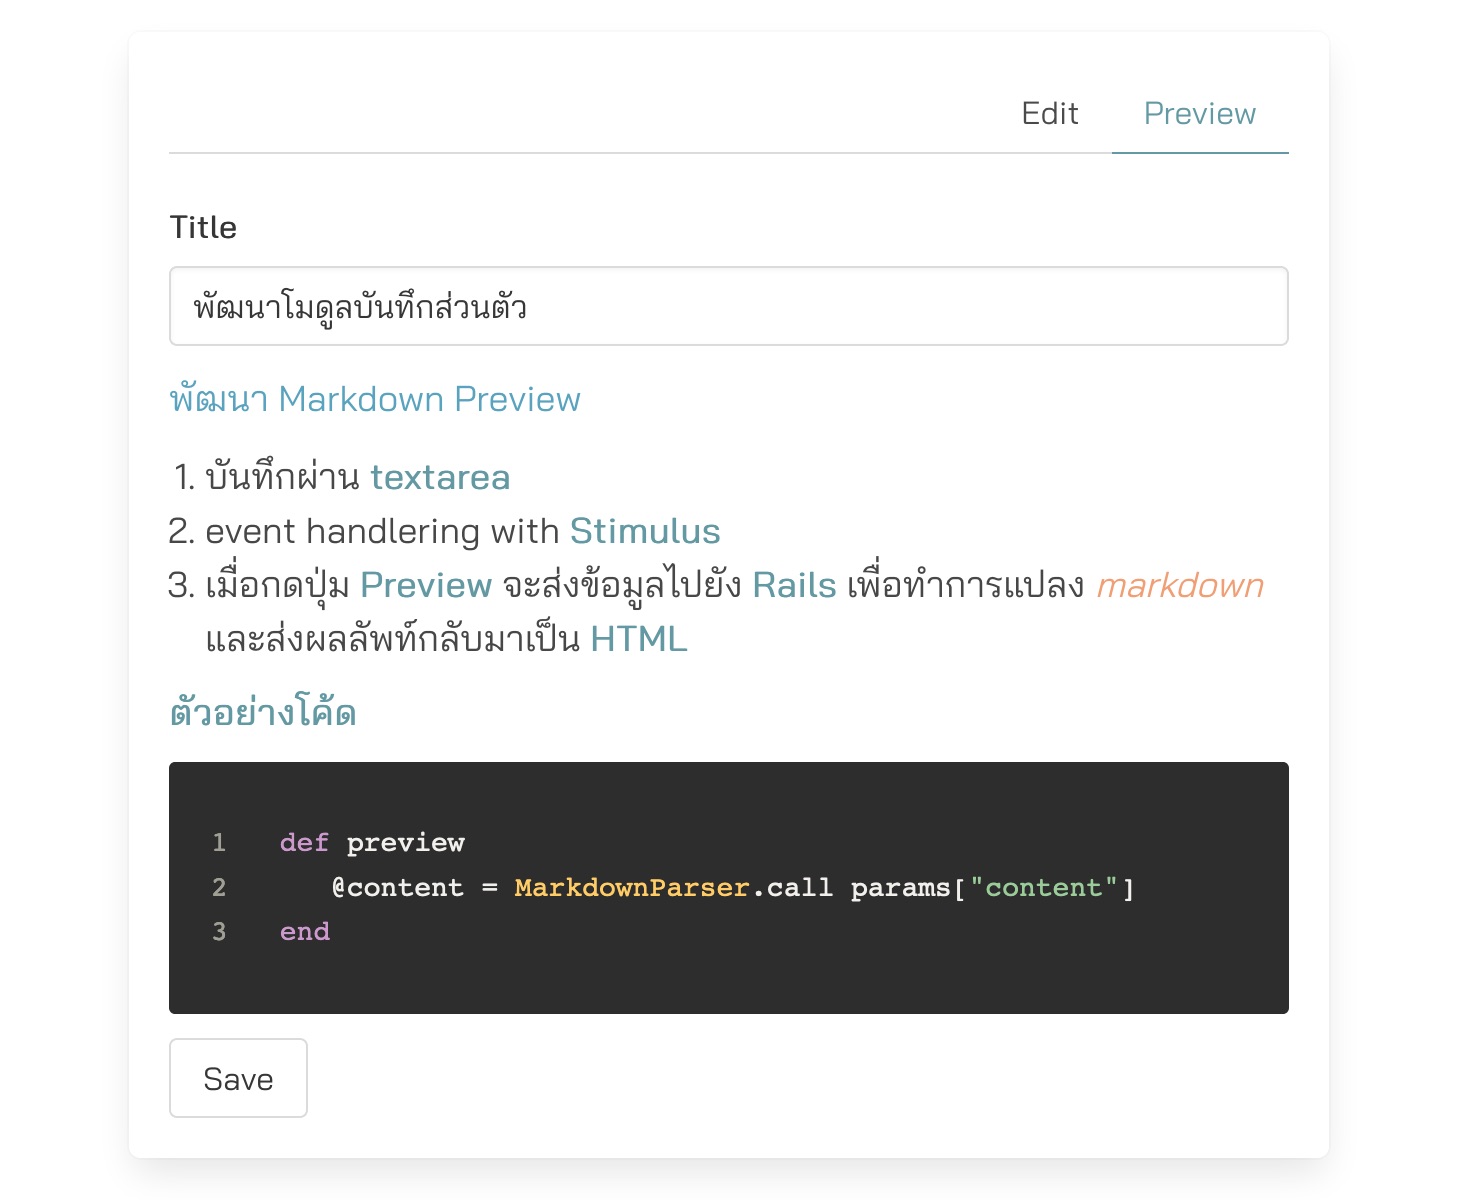 Edit Preview
Title
พัฒนาโมดูลบันทึกส่วนตัว
พัฒนา Markdown Preview
1. บันทึกผ่าน textarea
2. event handlering with Stimulus
3. เมื่อกดปุ่ม Preview จะส่งข้อมูลไปยัง Rails เพื่อทำการแปลง markdown
และส่งผลลัพท์กลับมาเป็น HTML
ตัวอย่างโค้ด
1 def preview
2 @content = MarkdownParser.call params["content"]
3 end
Save